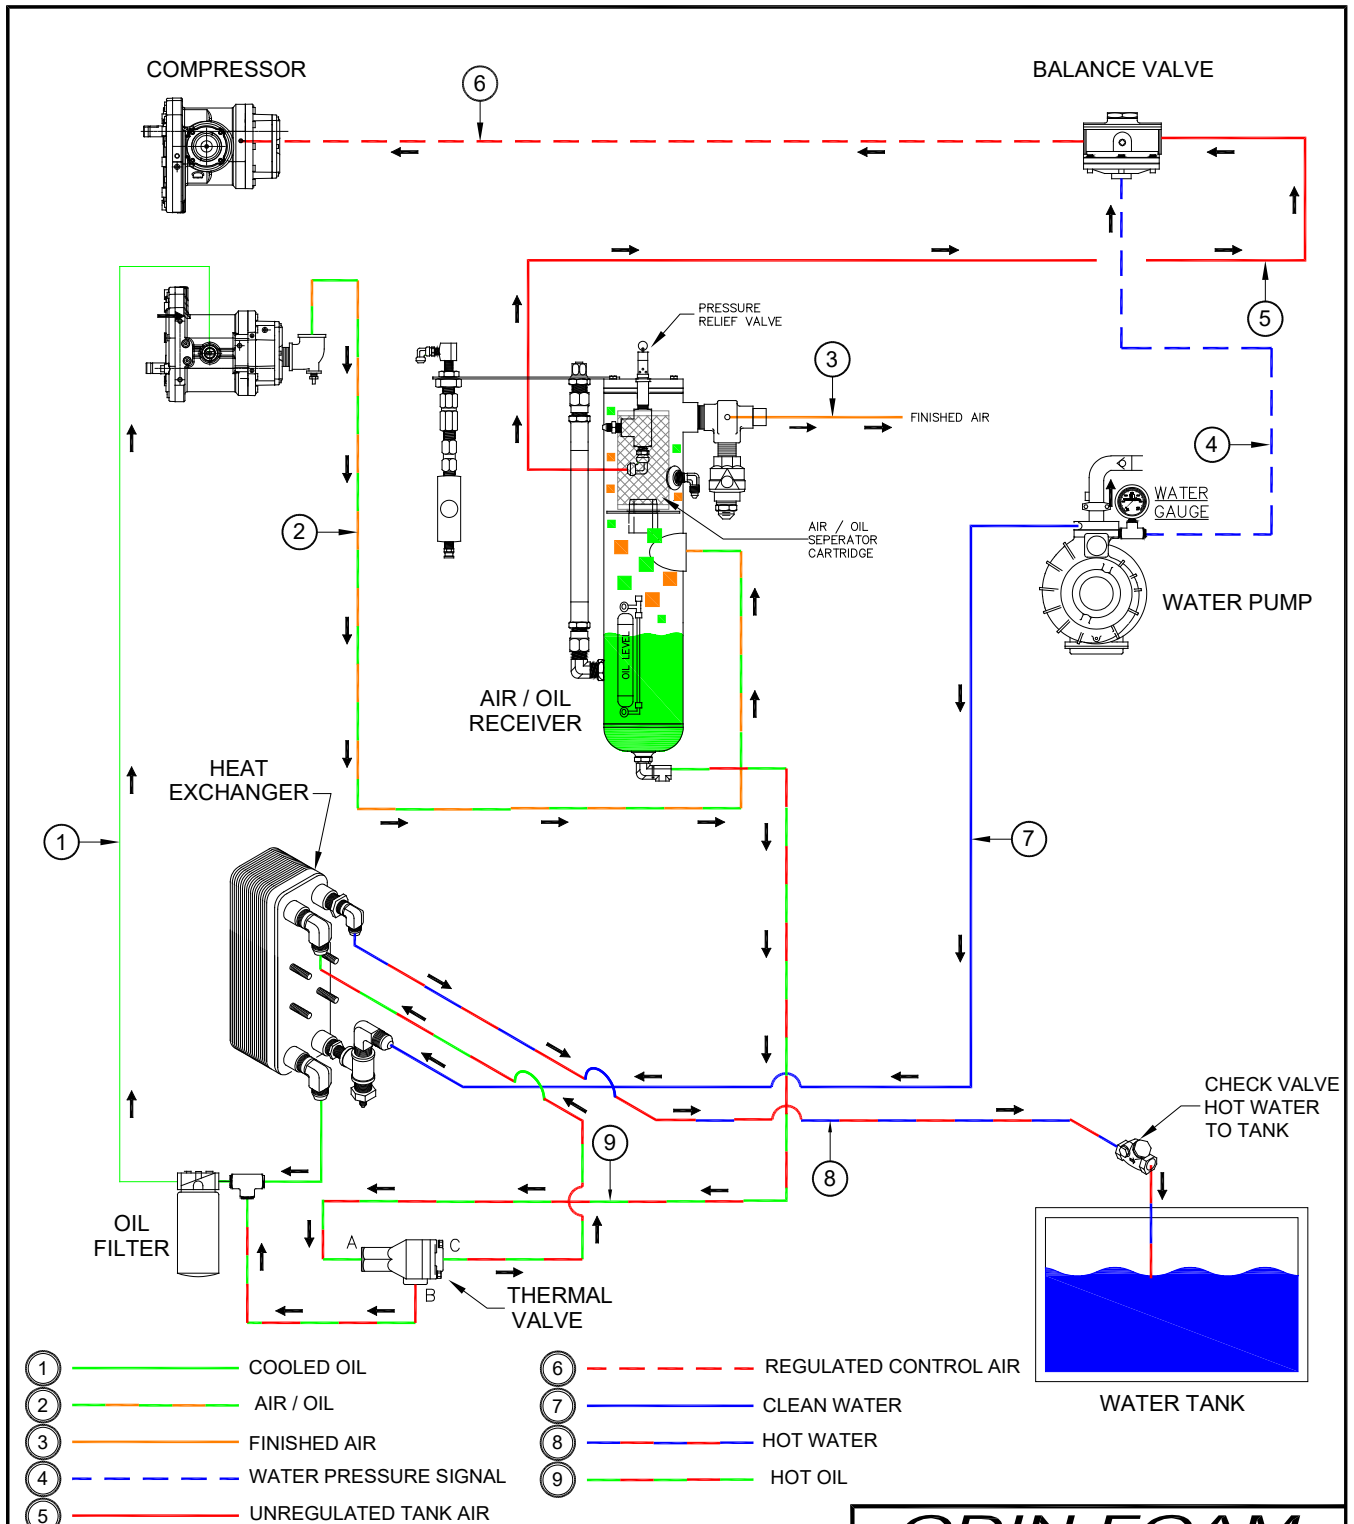 COMPRESSOR
6
BALANCE VALVE
5
PRESSURE
RELIEF VALVE
3
FINISHED AIR
4
WATER
GAUGE
2
AIR / OIL
SEPERATOR
CARTRIDGE
WATER PUMP
OIL LEVEL
AIR / OIL
RECEIVER
HEAT
EXCHANGER
1
7
CHECK VALVE
HOT WATER
TO TANK
9
8
OIL
FILTER
A
C
B
THERMAL
VALVE
WATER TANK
1 COOLED OIL
2 AIR / OIL
3 FINISHED AIR
4 WATER PRESSURE SIGNAL
5 UNREGULATED TANK AIR
6 REGULATED CONTROL AIR
7 CLEAN WATER
8 HOT WATER
9 HOT OIL
ODIN FOAM